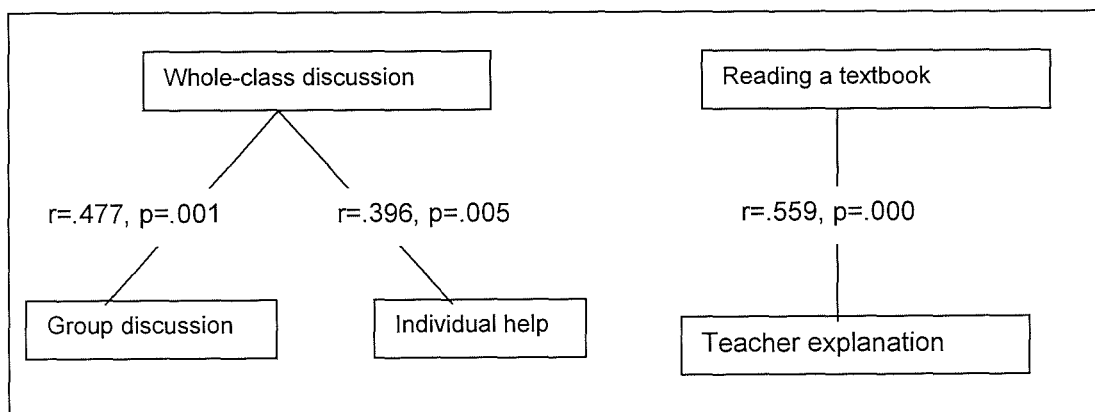 Whole-class discussion
Reading a textbook
r=.477, p=.001
r=.396, p=.005
r=.559, p=.000
Group discussion
Individual help
Teacher explanation